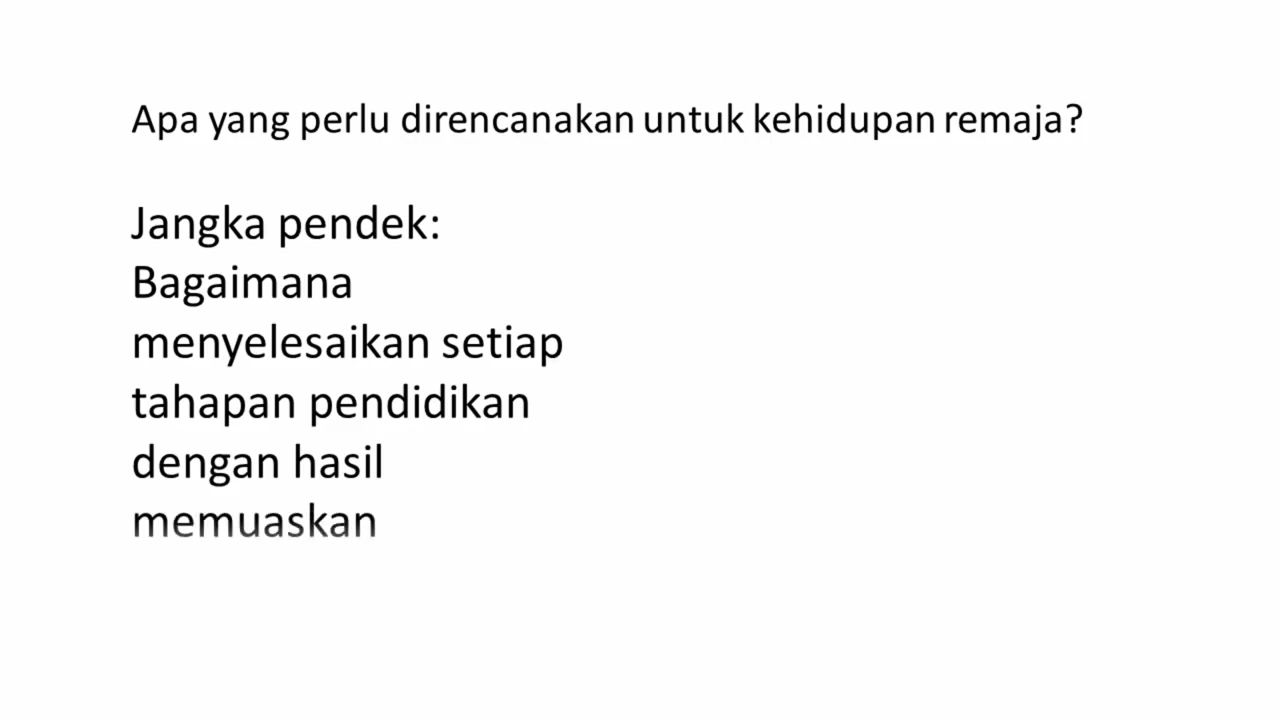 Apa yang perlu direncanakan untuk kehidupan remaja?
Jangka pendek:
Bagaimana
menyelesaikan setiap
tahapan pendidikan
dengan hasil
memuaskan